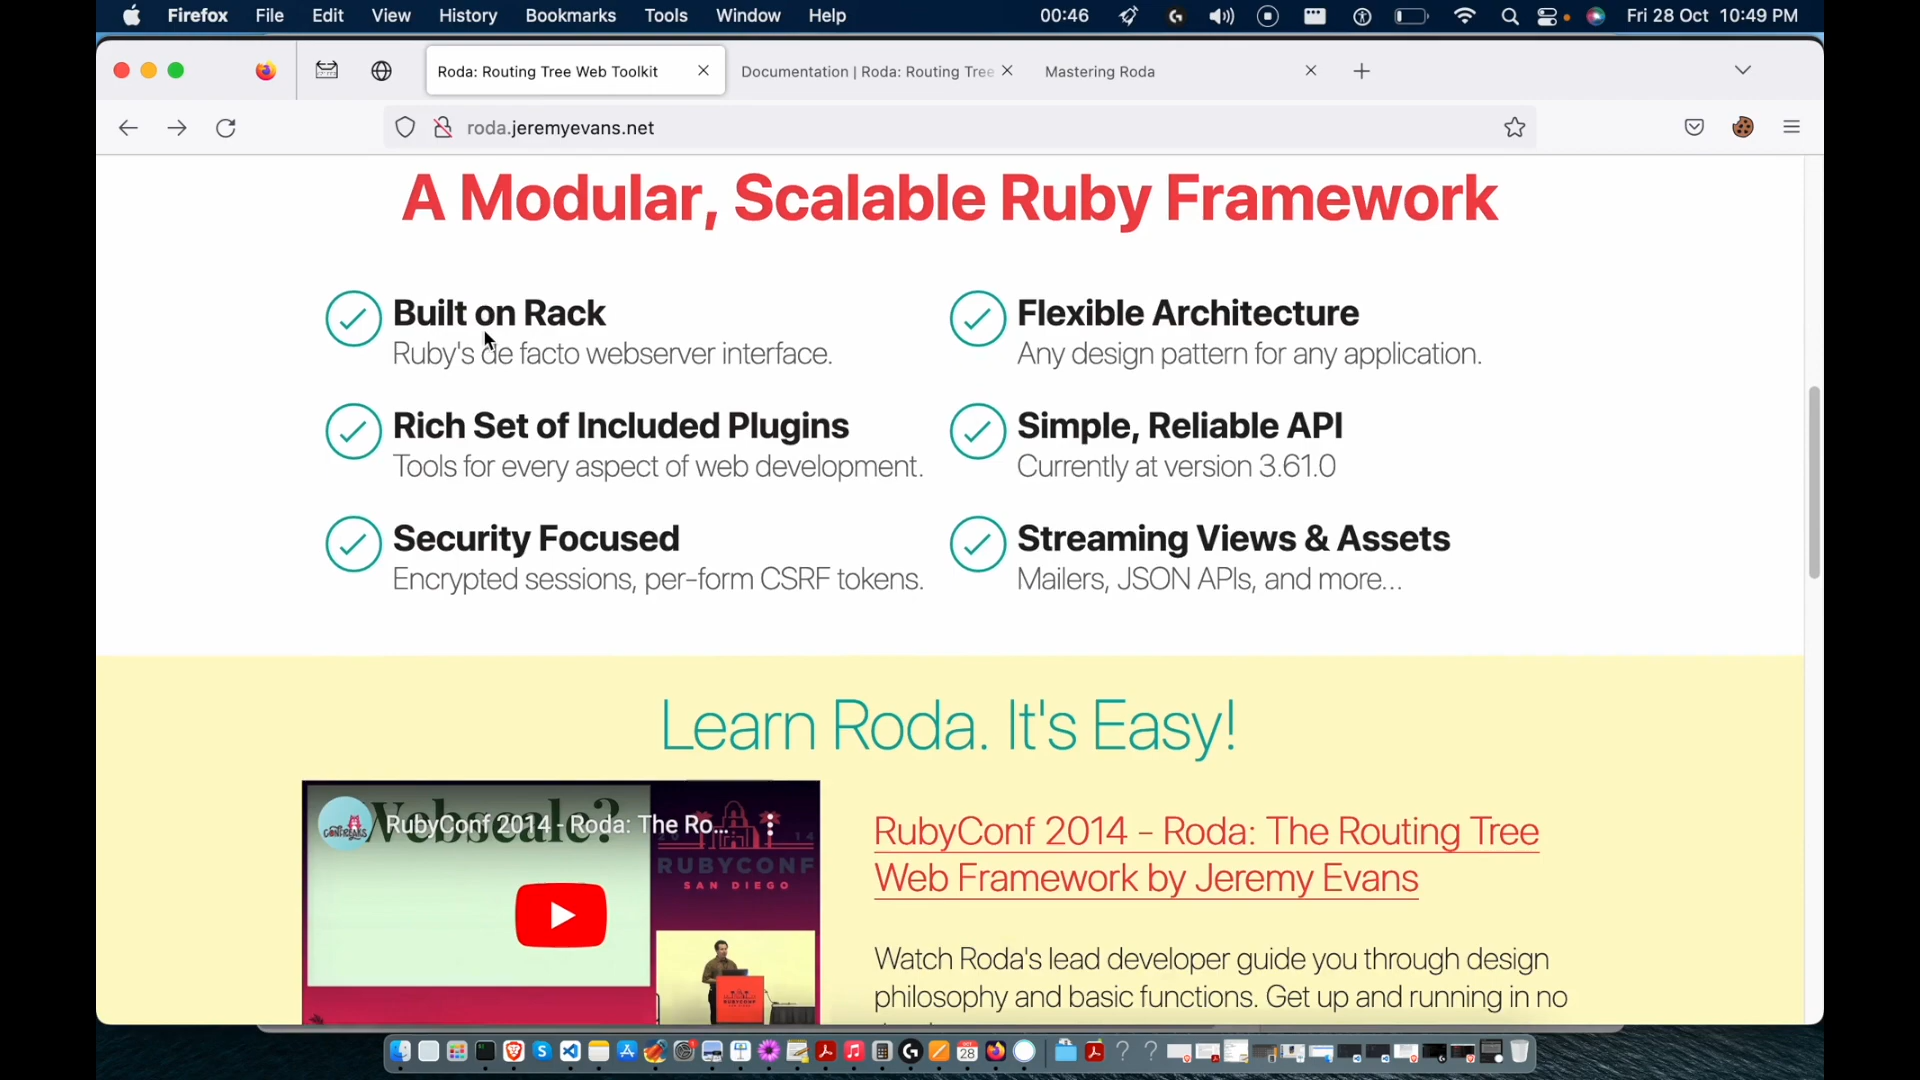 Firefox File Edit View History Bookmarks Tools Window Help 00:46 Fri 28 Oct 10:49 PM
Roda: Routing Tree Web Toolkit Documentation | Roda: Routing Tree Mastering Roda
roda.jeremyevans.net
A Modular, Scalable Ruby Framework
Built on Rack
Ruby's de facto webserver interface.
Flexible Architecture
Any design pattern for any application.
Rich Set of Included Plugins
Tools for every aspect of web development.
Simple, Reliable API
Currently at version 3.61.0
Security Focused
Encrypted sessions, per-form CSRF tokens.
Streaming Views & Assets
Mailers, JSON APIs, and more...
Learn Roda. It's Easy!
Webscale?
CONFREAKS
RubyConf 2014 - Roda: The Ro...
RUBYCONF
SAN DIEGO
RubyConf 2014 - Roda: The Routing Tree
Web Framework by Jeremy Evans
Watch Roda's lead developer guide you through design
philosophy and basic functions. Get up and running in no
28